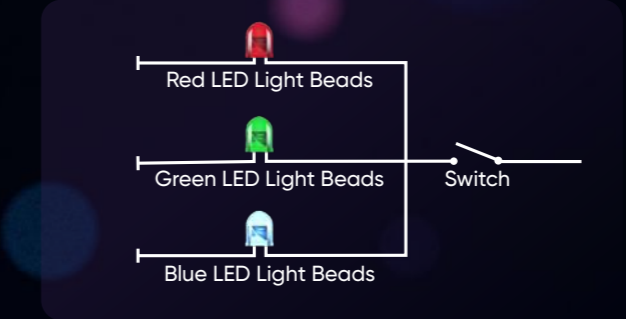 Red LED Light Beads
Green LED Light Beads
Switch
Blue LED Light Beads